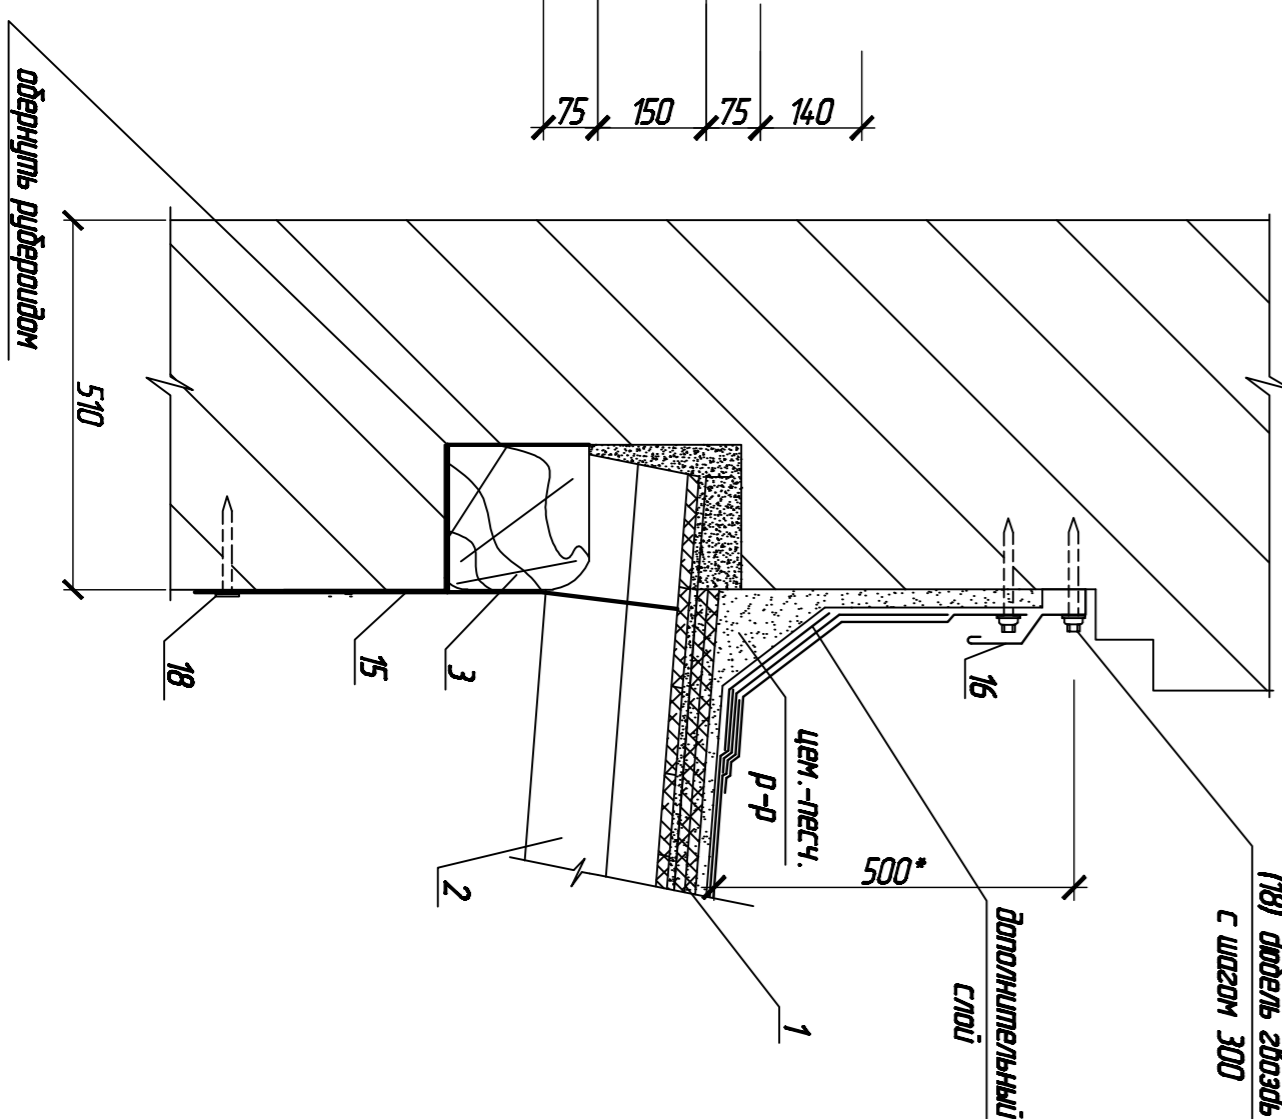 75
150
75
140
обернуть рубероидом
510
18
15
3
16
цем.-песч.
р-р
2
500*
1
дополнительный
слой
(18) дюбель гвоздь
с шагом 300